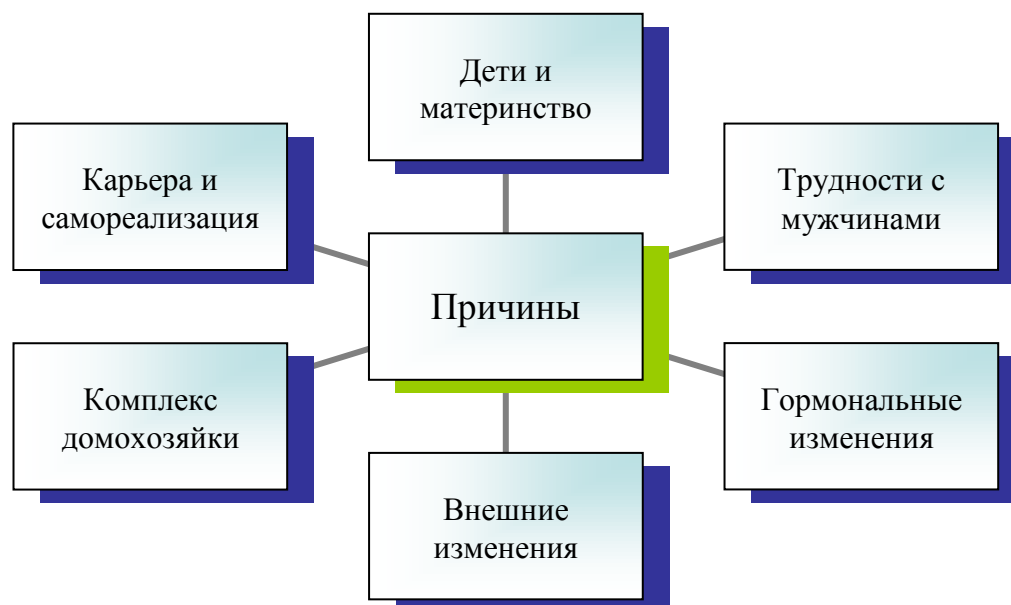 Дети и
материнство
Карьера и
самореализация
Трудности с
мужчинами
Причины
Комплекс
домохозяйки
Гормональные
изменения
Внешние
изменения